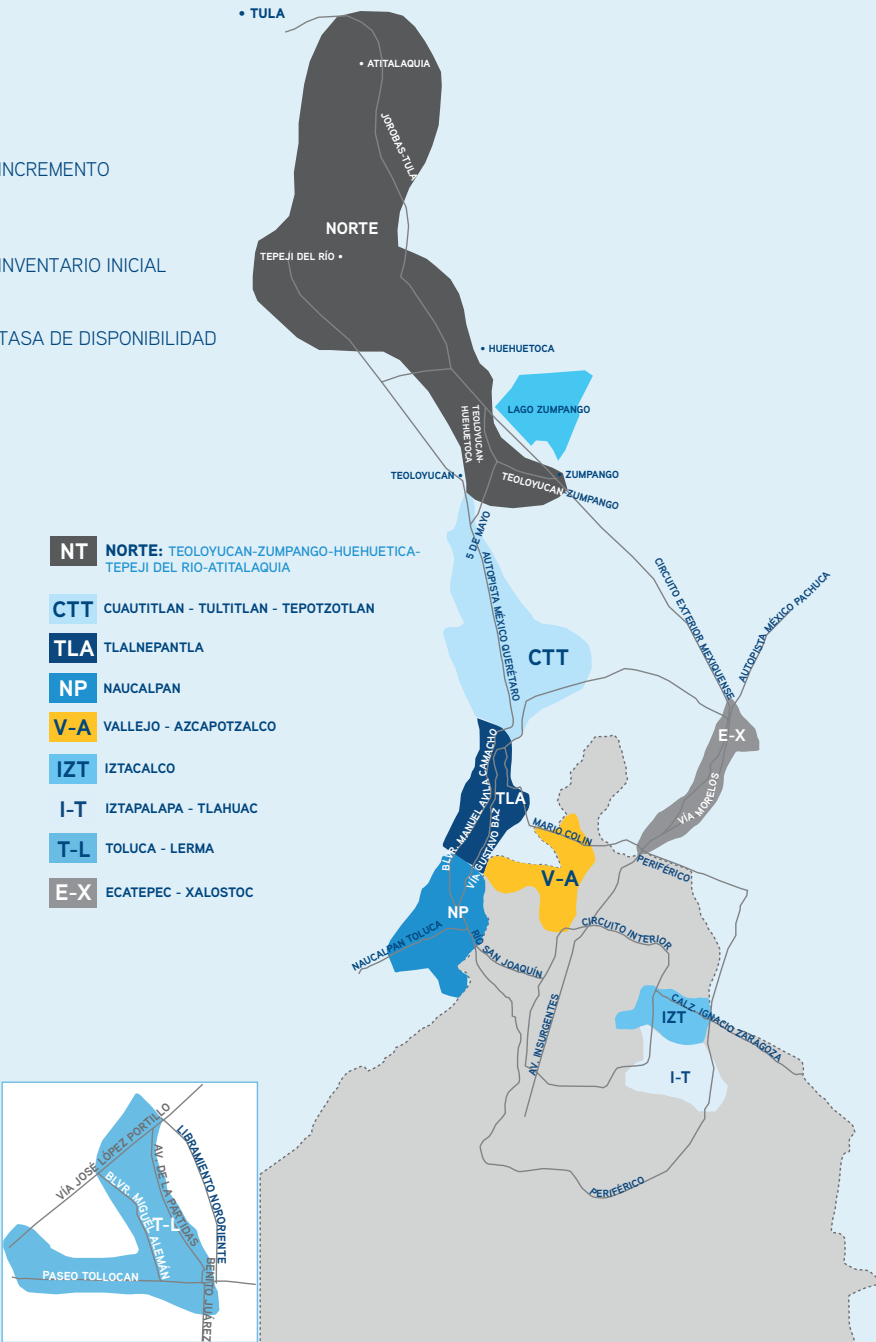 • TULA
• ATITALAQUIA
JOROBAS-TULA
INCREMENTO
NORTE
TEPEJI DEL RÍO •
INVENTARIO INICIAL
TASA DE DISPONIBILIDAD
• HUEHUETOCA
LAGO ZUMPANGO
TEOLOYUCAN-
HUEHUETOCA
TEOLOYUCAN •
• ZUMPANGO
TEOLOYUCAN-ZUMPANGO
5 DE MAYO
AUTOPISTA MÉXICO QUERÉTARO
CIRCUITO EXTERIOR MEXIQUENSE
AUTOPISTA MÉXICO PACHUCA
NT NORTE: TEOLOYUCAN-ZUMPANGO-HUEHUETICA-
TEPEJI DEL RIO-ATITALAQUIA
CTT CUAUTITLAN - TULTITLAN - TEPOTZOTLAN
TLA TLALNEPANTLA
NP NAUCALPAN
V-A VALLEJO - AZCAPOTZALCO
IZT IZTACALCO
I-T IZTAPALAPA - TLAHUAC
T-L TOLUCA - LERMA
E-X ECATEPEC - XALOSTOC
CTT
E-X
VÍA MORELOS
BLVR. MANUEL AVILA CAMACHO
TLA
VÍA GUSTAVO BAZ
MARIO COLIN
PERIFÉRICO
V-A
NP
NAUCALPAN TOLUCA
RÍO SAN JOAQUÍN
CIRCUITO INTERIOR
AV. INSURGENTES
IZT
CALZ. IGNACIO ZARAGOZA
I-T
PERIFÉRICO
VÍA JOSÉ LÓPEZ PORTILLO
LIBRAMIENTO NORORIENTE
AV. DE LA PARTIDAS
BLVR. MIGUEL ALEMÁN
T-L
PASEO TOLLOCAN
BENITO JUÁREZ